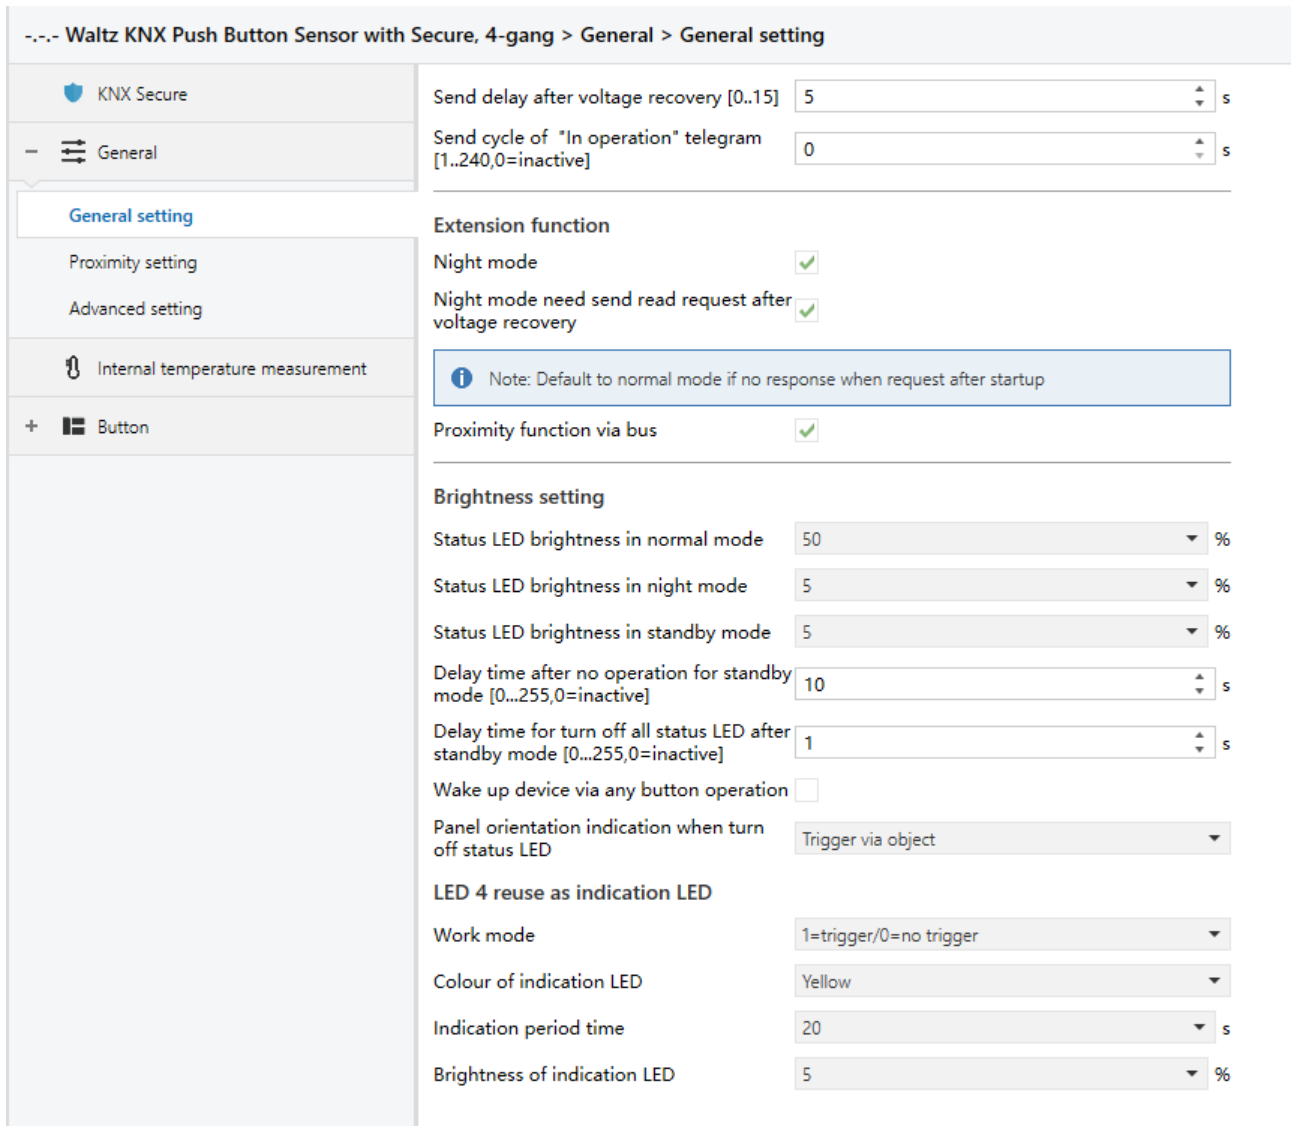 -.-.- Waltz KNX Push Button Sensor with Secure, 4-gang > General > General setting
KNX Secure
General
General setting
Proximity setting
Advanced setting
Internal temperature measurement
Button
Send delay after voltage recovery [0..15] 5 s
Send cycle of "In operation" telegram
[1..240,0=inactive] 0 s
Extension function
Night mode
Night mode need send read request after
voltage recovery
Note: Default to normal mode if no response when request after startup
Proximity function via bus
Brightness setting
Status LED brightness in normal mode 50 %
Status LED brightness in night mode 5 %
Status LED brightness in standby mode 5 %
Delay time after no operation for standby
mode [0...255,0=inactive] 10 s
Delay time for turn off all status LED after
standby mode [0...255,0=inactive] 1 s
Wake up device via any button operation
Panel orientation indication when turn
off status LED Trigger via object
LED 4 reuse as indication LED
Work mode 1=trigger/0=no trigger
Colour of indication LED Yellow
Indication period time 20 s
Brightness of indication LED 5 %